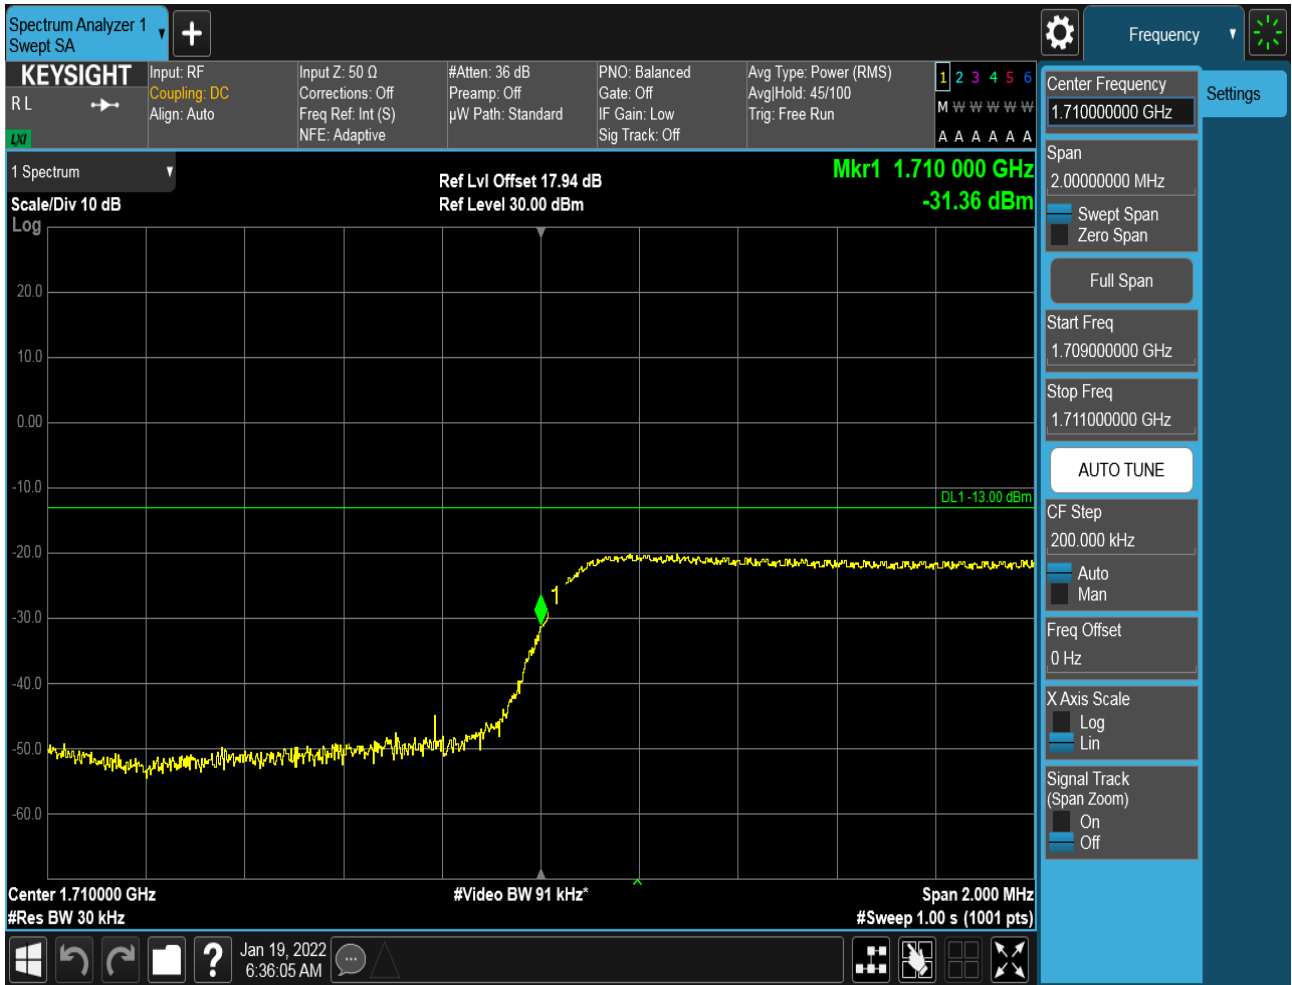 Spectrum Analyzer 1
Swept SA
Frequency
KEYSIGHT
R L
LXI
Input: RF
Coupling: DC
Align: Auto
Input Z: 50 Ω
Corrections: Off
Freq Ref: Int (S)
NFE: Adaptive
#Atten: 36 dB
Preamp: Off
µW Path: Standard
PNO: Balanced
Gate: Off
IF Gain: Low
Sig Track: Off
Avg Type: Power (RMS)
Avg|Hold: 45/100
Trig: Free Run
1 2 3 4 5 6
M W W W W W
A A A A A A
1 Spectrum
Scale/Div 10 dB
Log
Ref Lvl Offset 17.94 dB
Ref Level 30.00 dBm
Mkr1 1.710 000 GHz
-31.36 dBm
20.0
10.0
0.00
-10.0
DL1 -13.00 dBm
-20.0
1
-30.0
-40.0
-50.0
-60.0
Center 1.710000 GHz
#Video BW 91 kHz*
Span 2.000 MHz
#Res BW 30 kHz
#Sweep 1.00 s (1001 pts)
Jan 19, 2022
6:36:05 AM
Center Frequency
1.710000000 GHz
Settings
Span
2.00000000 MHz
Swept Span
Zero Span
Full Span
Start Freq
1.709000000 GHz
Stop Freq
1.711000000 GHz
AUTO TUNE
CF Step
200.000 kHz
Auto
Man
Freq Offset
0 Hz
X Axis Scale
Log
Lin
Signal Track
(Span Zoom)
On
Off